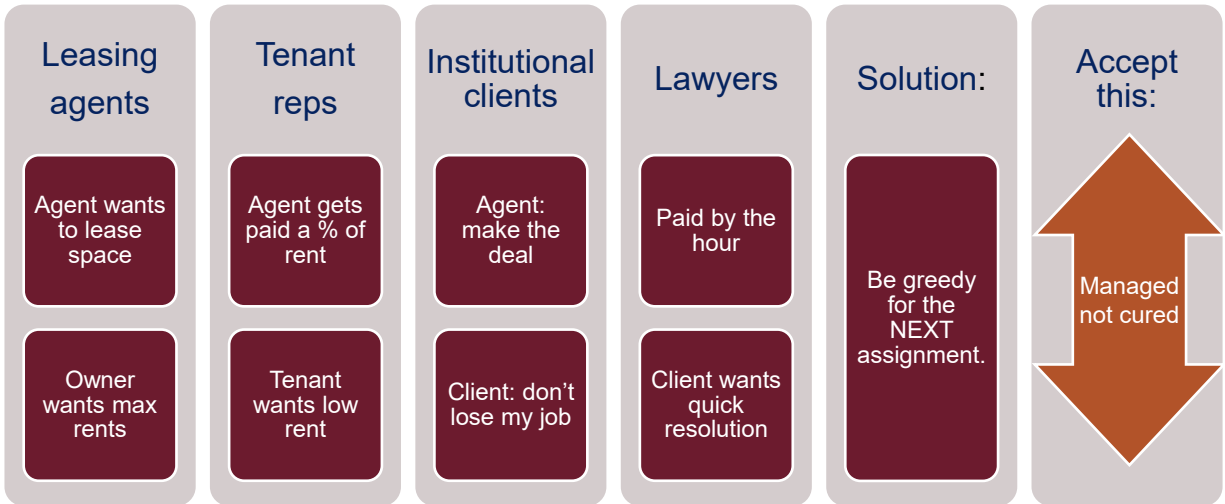 Leasing
agents
Agent wants
to lease
space
Owner
wants max
rents
Tenant
reps
Agent gets
paid a % of
rent
Tenant
wants low
rent
Institutional
clients
Agent:
make the
deal
Client: don’t
lose my job
Lawyers
Paid by the
hour
Client wants
quick
resolution
Solution:
Be greedy
for the
NEXT
assignment.
Accept
this:
Managed
not cured